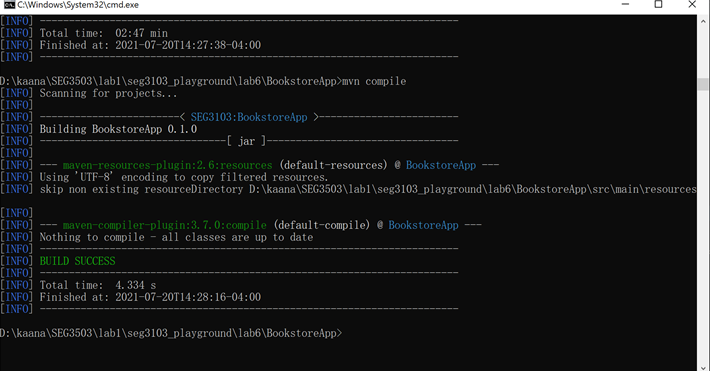 C:\Windows\System32\cmd.exe
[INFO] ------------------------------------------------------------------------
[INFO] Total time:  02:47 min
[INFO] Finished at: 2021-07-20T14:27:38-04:00
[INFO] ------------------------------------------------------------------------
D:\kaana\SEG3503\lab1\seg3103_playground\lab6\BookstoreApp>mvn compile
[INFO] Scanning for projects...
[INFO]
[INFO] ------------------------< SEG3103:BookstoreApp >------------------------
[INFO] Building BookstoreApp 0.1.0
[INFO] --------------------------------[ jar ]---------------------------------
[INFO]
[INFO] --- maven-resources-plugin:2.6:resources (default-resources) @ BookstoreApp ---
[INFO] Using 'UTF-8' encoding to copy filtered resources.
[INFO] skip non existing resourceDirectory D:\kaana\SEG3503\lab1\seg3103_playground\lab6\BookstoreApp\src\main\resources
[INFO]
[INFO] --- maven-compiler-plugin:3.7.0:compile (default-compile) @ BookstoreApp ---
[INFO] Nothing to compile - all classes are up to date
[INFO] ------------------------------------------------------------------------
[INFO] BUILD SUCCESS
[INFO] ------------------------------------------------------------------------
[INFO] Total time:  4.334 s
[INFO] Finished at: 2021-07-20T14:28:16-04:00
[INFO] ------------------------------------------------------------------------
D:\kaana\SEG3503\lab1\seg3103_playground\lab6\BookstoreApp>